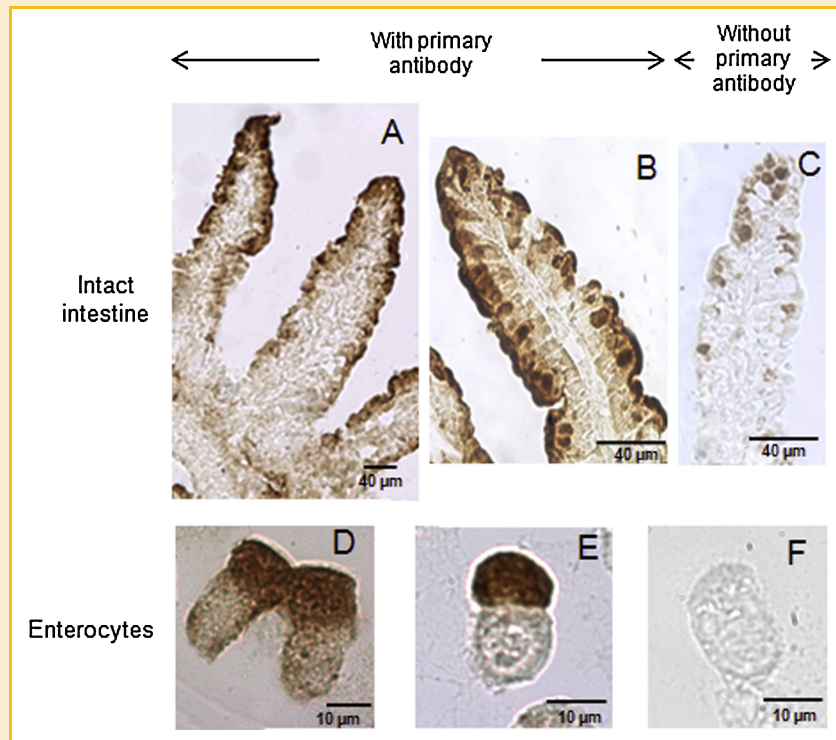 With primary
antibody
Without
primary
antibody
Intact
intestine
A
40 µm
B
40 µm
C
40 µm
Enterocytes
D
10 µm
E
10 µm
F
10 µm